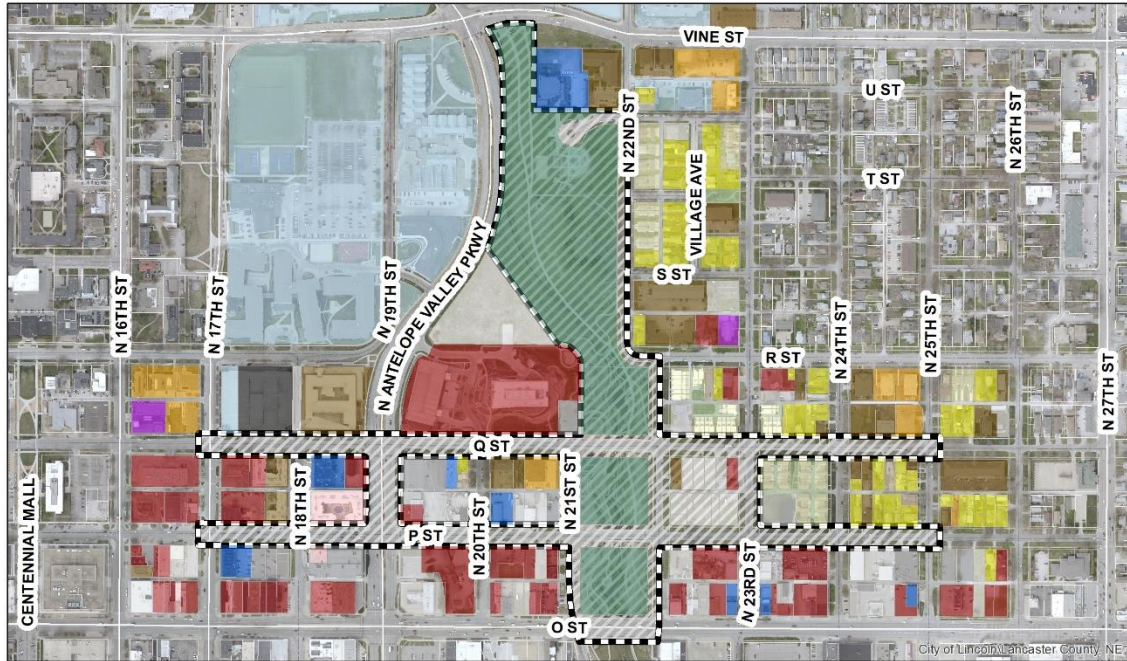 VINE ST
U ST
N 26TH ST
N 22ND ST
T ST
VILLAGE AVE
S ST
N 16TH ST
N 17TH ST
N 19TH ST
N ANTELOPE VALLEY PKWY
R ST
N 24TH ST
N 25TH ST
N 27TH ST
Q ST
CENTENNIAL MALL
N 18TH ST
N 20TH ST
N 21ST ST
P ST
N 23RD ST
O ST
City of Lincoln/Lancaster County, NE